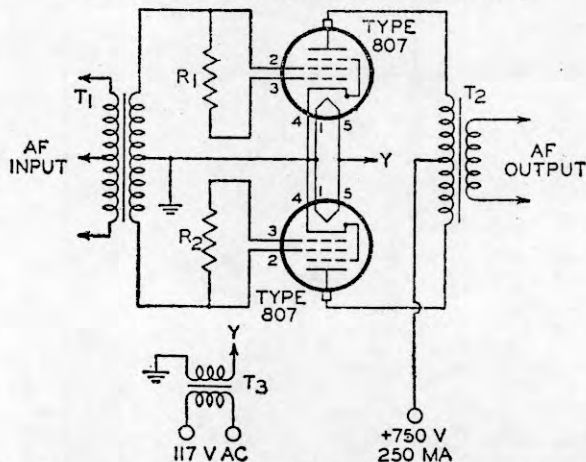 TYPE
807
T1
R1
2
3
4
1
5
T2
AF
INPUT
Y
AF
OUTPUT
4
1
5
3
2
R2
TYPE
807
Y
T3
117 V AC
+750 V
250 MA